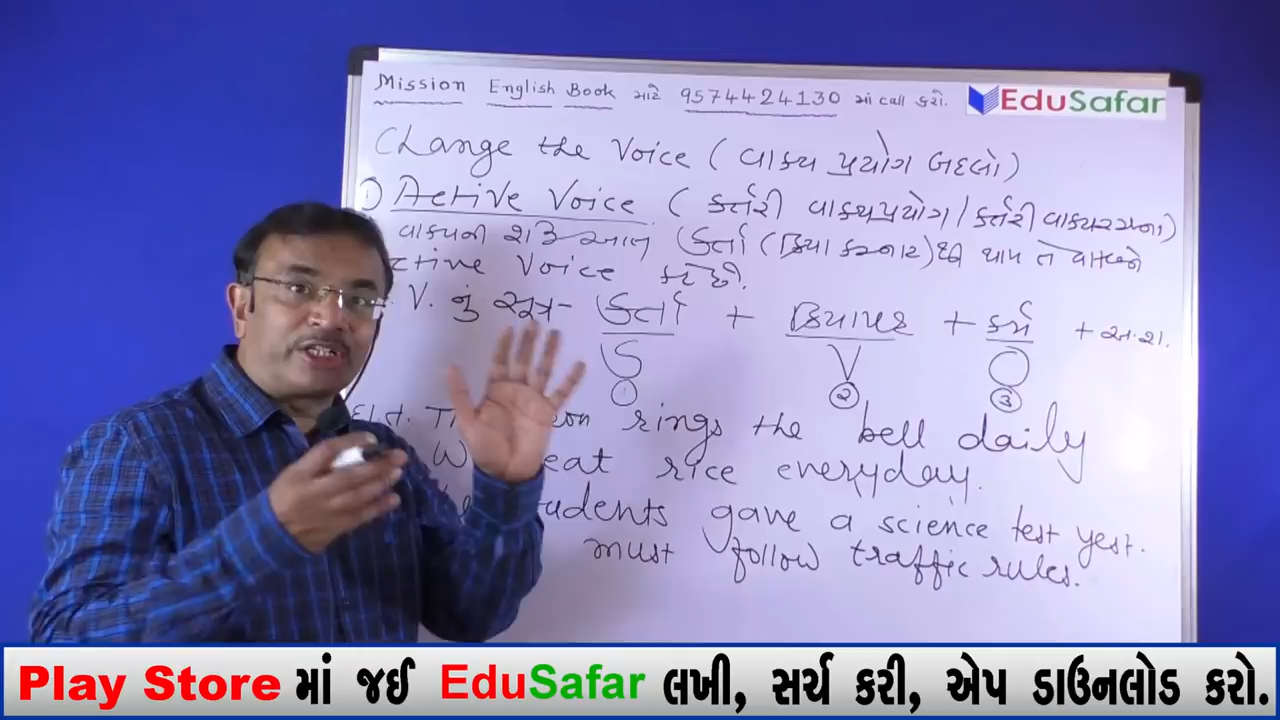 Mission English Book માટે 9574424130 માં call કરો.
EduSafar
Change the Voice (વાક્ય પ્રયોગ બદલો)
① Active Voice (કર્તરી વાક્યપ્રયોગ/કર્તરી વાક્યરચના)
વાક્યની શરૂઆત કર્તા (ક્રિયા કરનાર)થી થાય તે વાક્યને
ctive Voice કહે છે.
V. નું સૂત્ર- કર્તા + ક્રિયાપદ + કર્મ + અ.શ.
S V O
① ② ③
rings the bell daily
eat rice everyday.
udents gave a science test yest.
must follow traffic rules.
Play Store માં જઈ EduSafar લખી, સર્ચ કરી, એપ ડાઉનલોડ કરો.